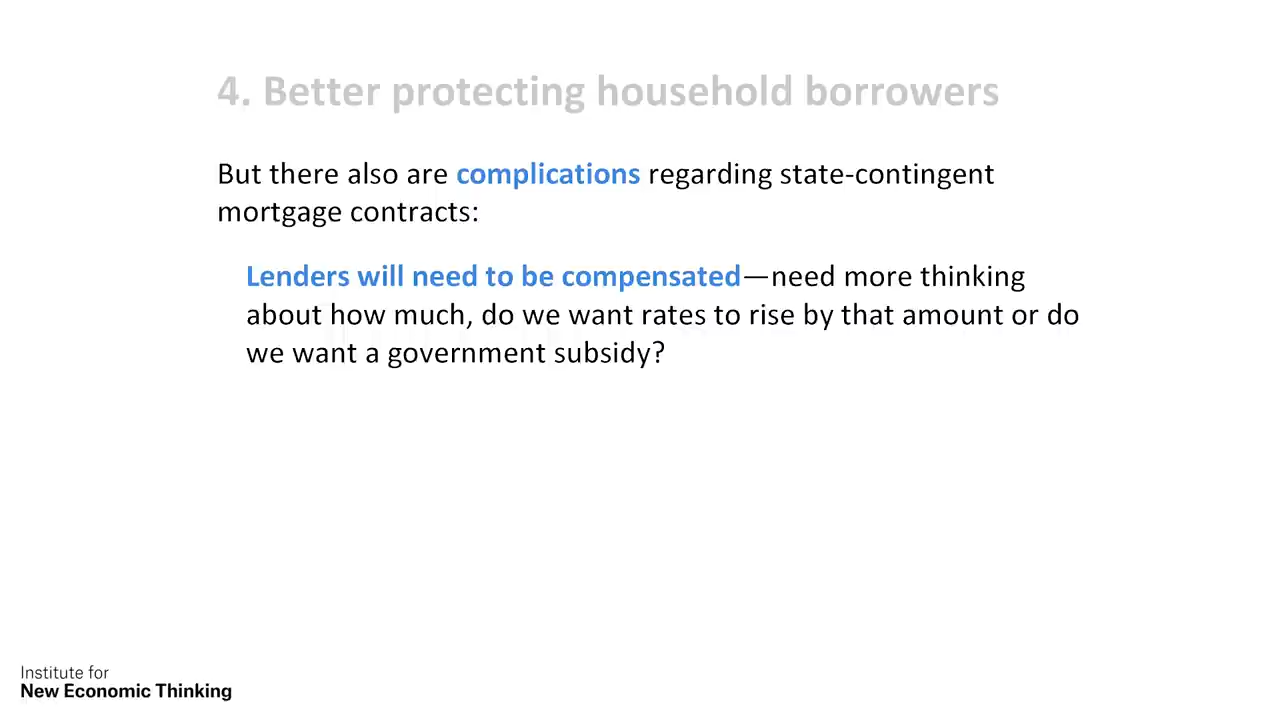 4. Better protecting household borrowers
But there also are complications regarding state-contingent
mortgage contracts:
Lenders will need to be compensated—need more thinking
about how much, do we want rates to rise by that amount or do
we want a government subsidy?
Institute for
New Economic Thinking